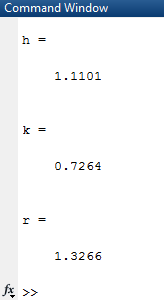 Command Window
h =
1.1101
k =
0.7264
r =
1.3266
fx >>